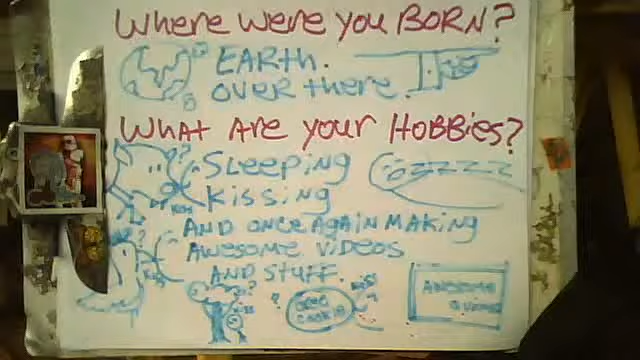 WHERE WERE you BORN?
EARTH.
OVER tHERE.
WHAT ARE youR HOBBIES?
SLEEPING
KISSING
AND ONCE AGAIN MAKING
AWESOME VIDEOS
AND STUFF.
AWESOME